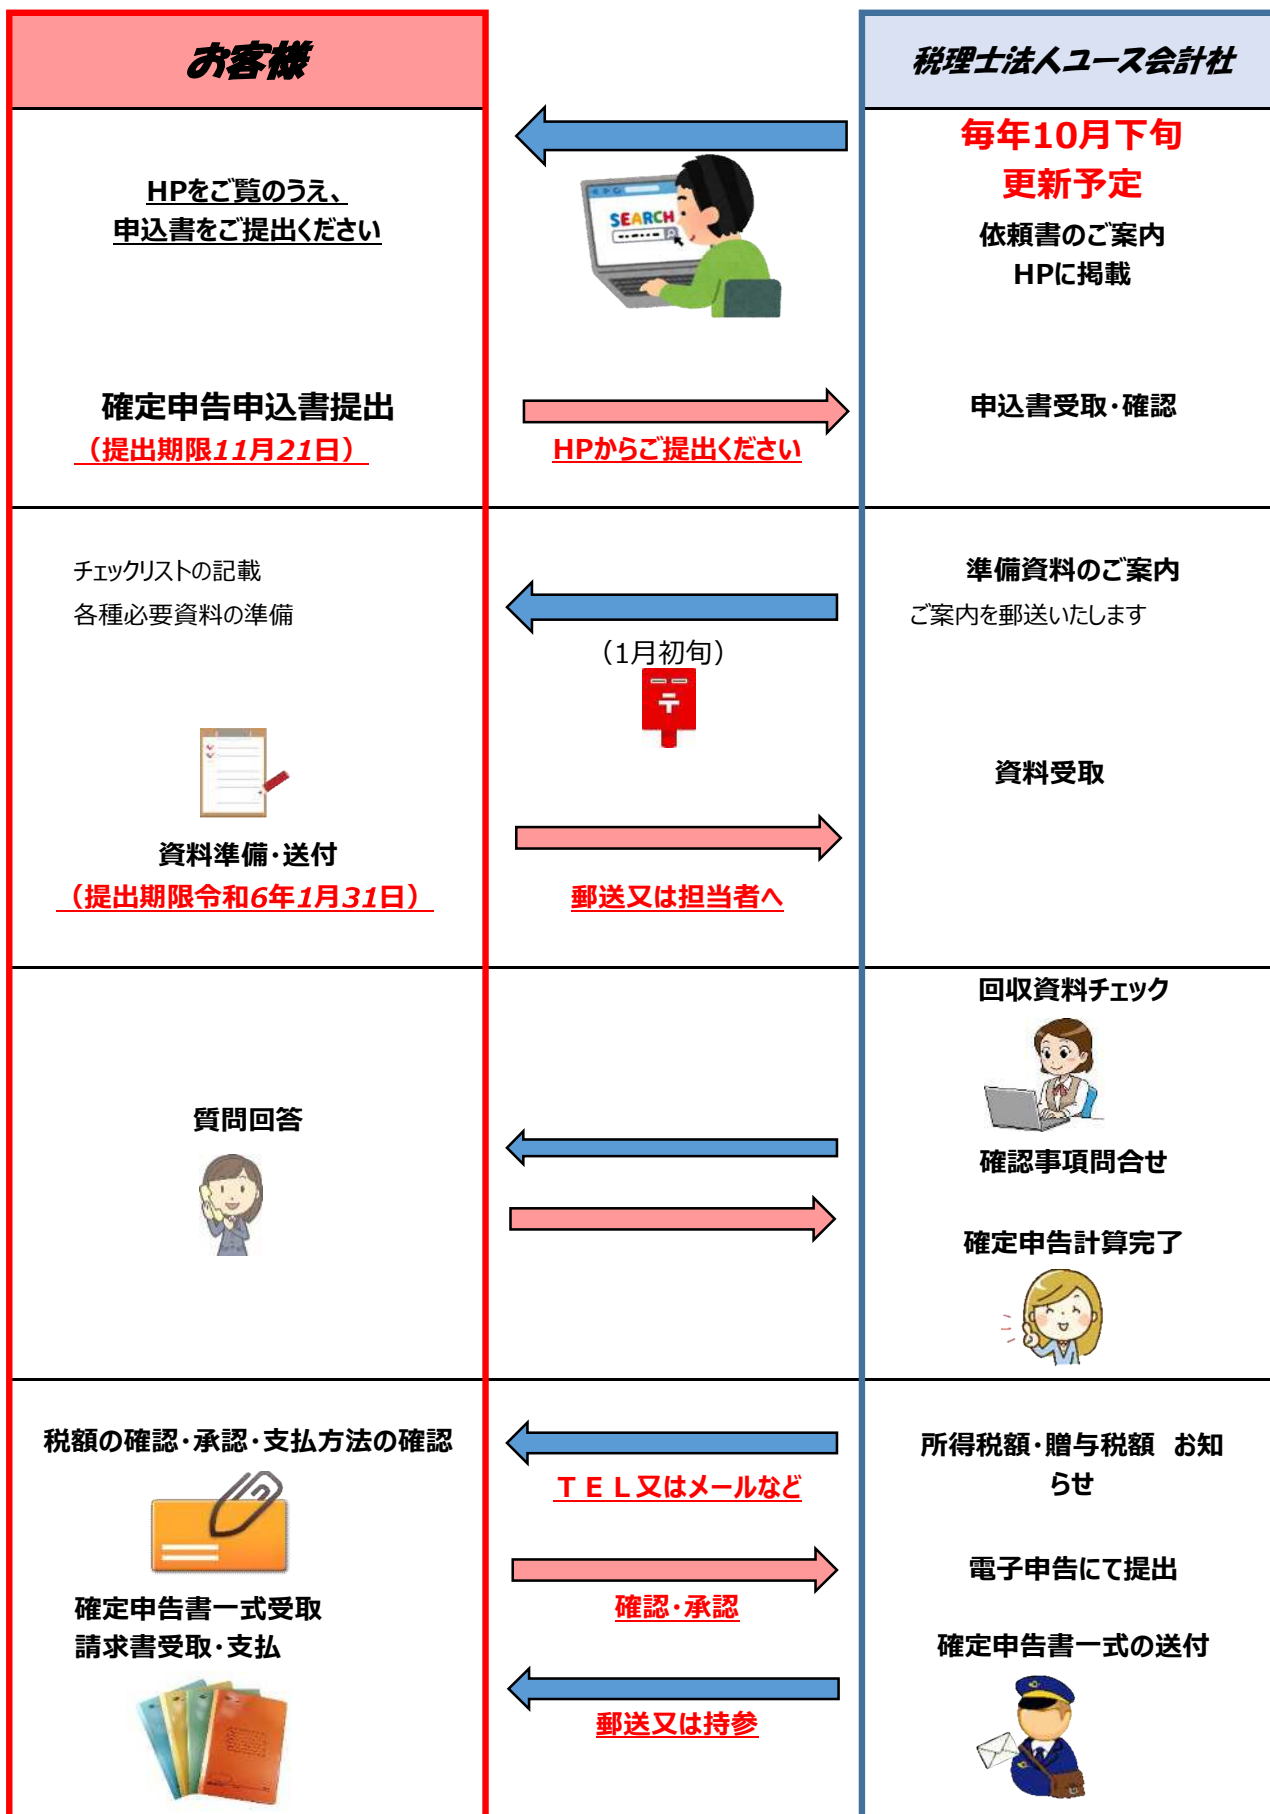 お客様
税理士法人ユース会計社
毎年10月下旬
更新予定
HPをご覧のうえ、
申込書をご提出ください
SEARCH
依頼書のご案内
HPに掲載
確定申告申込書提出
（提出期限11月21日）
HPからご提出ください
申込書受取・確認
チェックリストの記載
各種必要資料の準備
（1月初旬）
〒
準備資料のご案内
ご案内を郵送いたします
資料準備・送付
（提出期限令和6年1月31日）
郵送又は担当者へ
資料受取
回収資料チェック
質問回答
確認事項問合せ
確定申告計算完了
税額の確認・承認・支払方法の確認
ＴＥＬ又はメールなど
所得税額・贈与税額　お知
らせ
確認・承認
電子申告にて提出
確定申告書一式受取
請求書受取・支払
郵送又は持参
確定申告書一式の送付